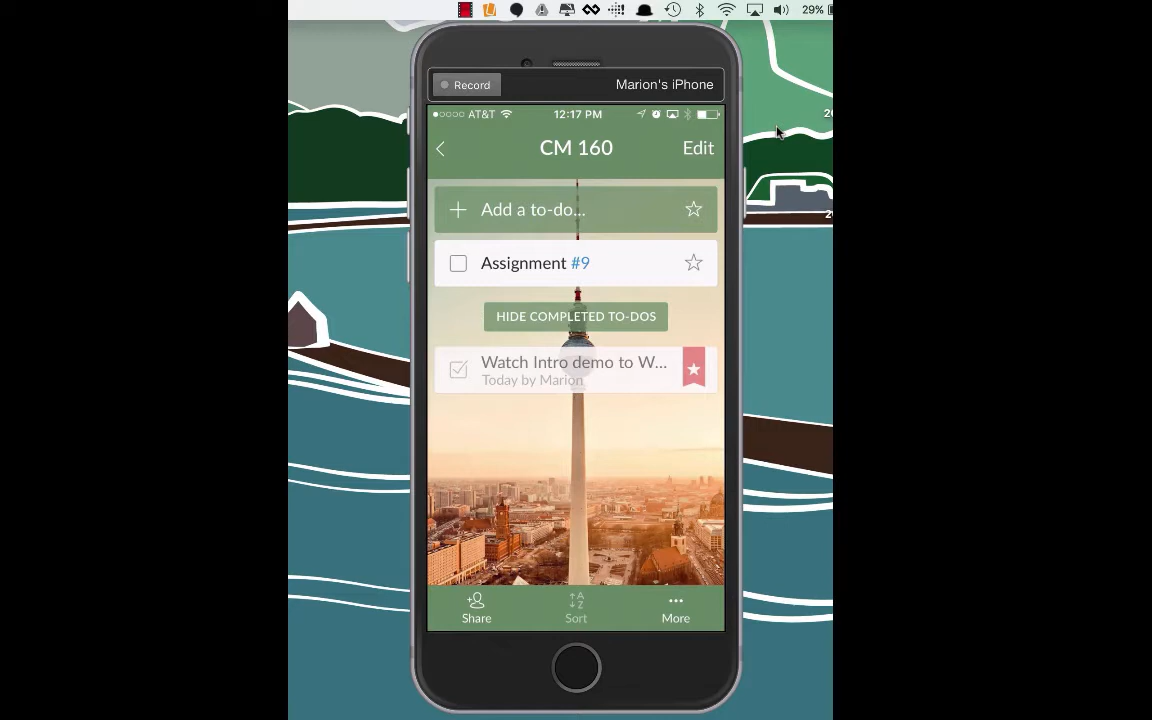 29%
Record
Marion's iPhone
AT&T
12:17 PM
CM 160
Edit
Add a to-do...
Assignment #9
HIDE COMPLETED TO-DOS
Watch Intro demo to W...
Today by Marion
Share
A
Z
Sort
More